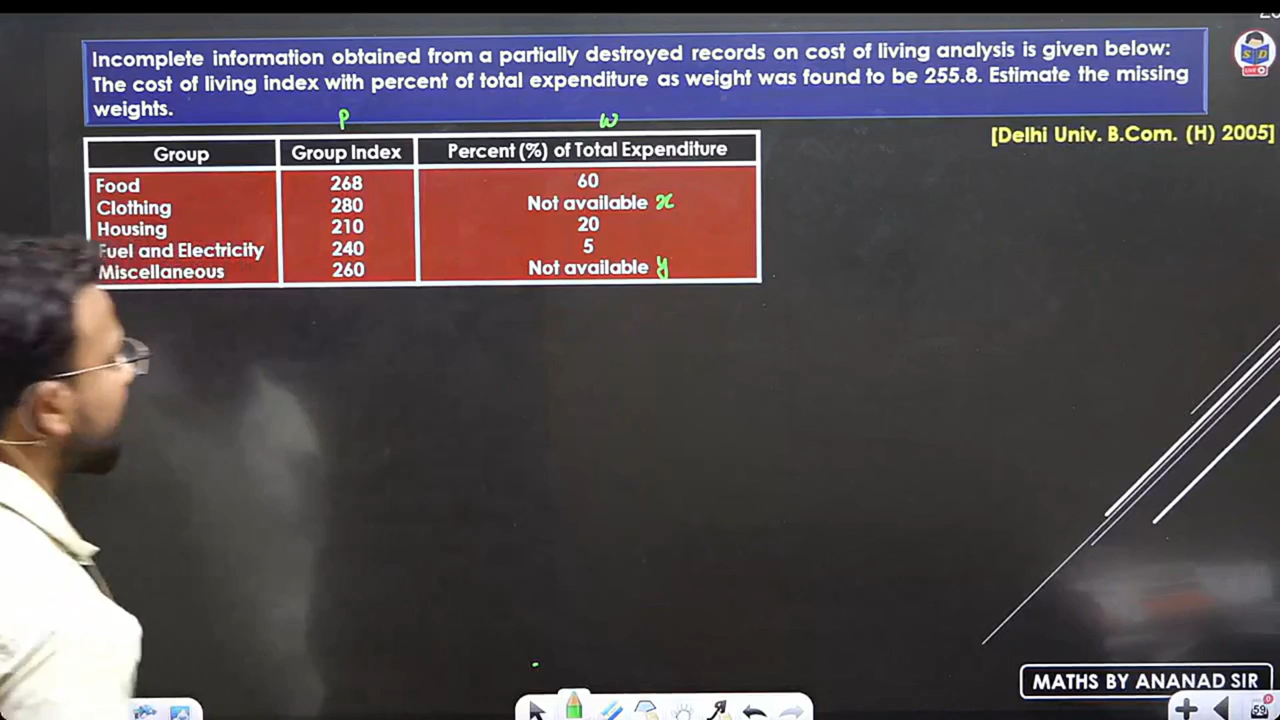 Incomplete information obtained from a partially destroyed records on cost of living analysis is given below:
The cost of living index with percent of total expenditure as weight was found to be 255.8. Estimate the missing
weights.
P w
[Delhi Univ. B.Com. (H) 2005]
Group Group Index Percent (%) of Total Expenditure
Food 268 60
Clothing 280 Not available x
Housing 210 20
Fuel and Electricity 240 5
Miscellaneous 260 Not available y
MATHS BY ANANAD SIR
59